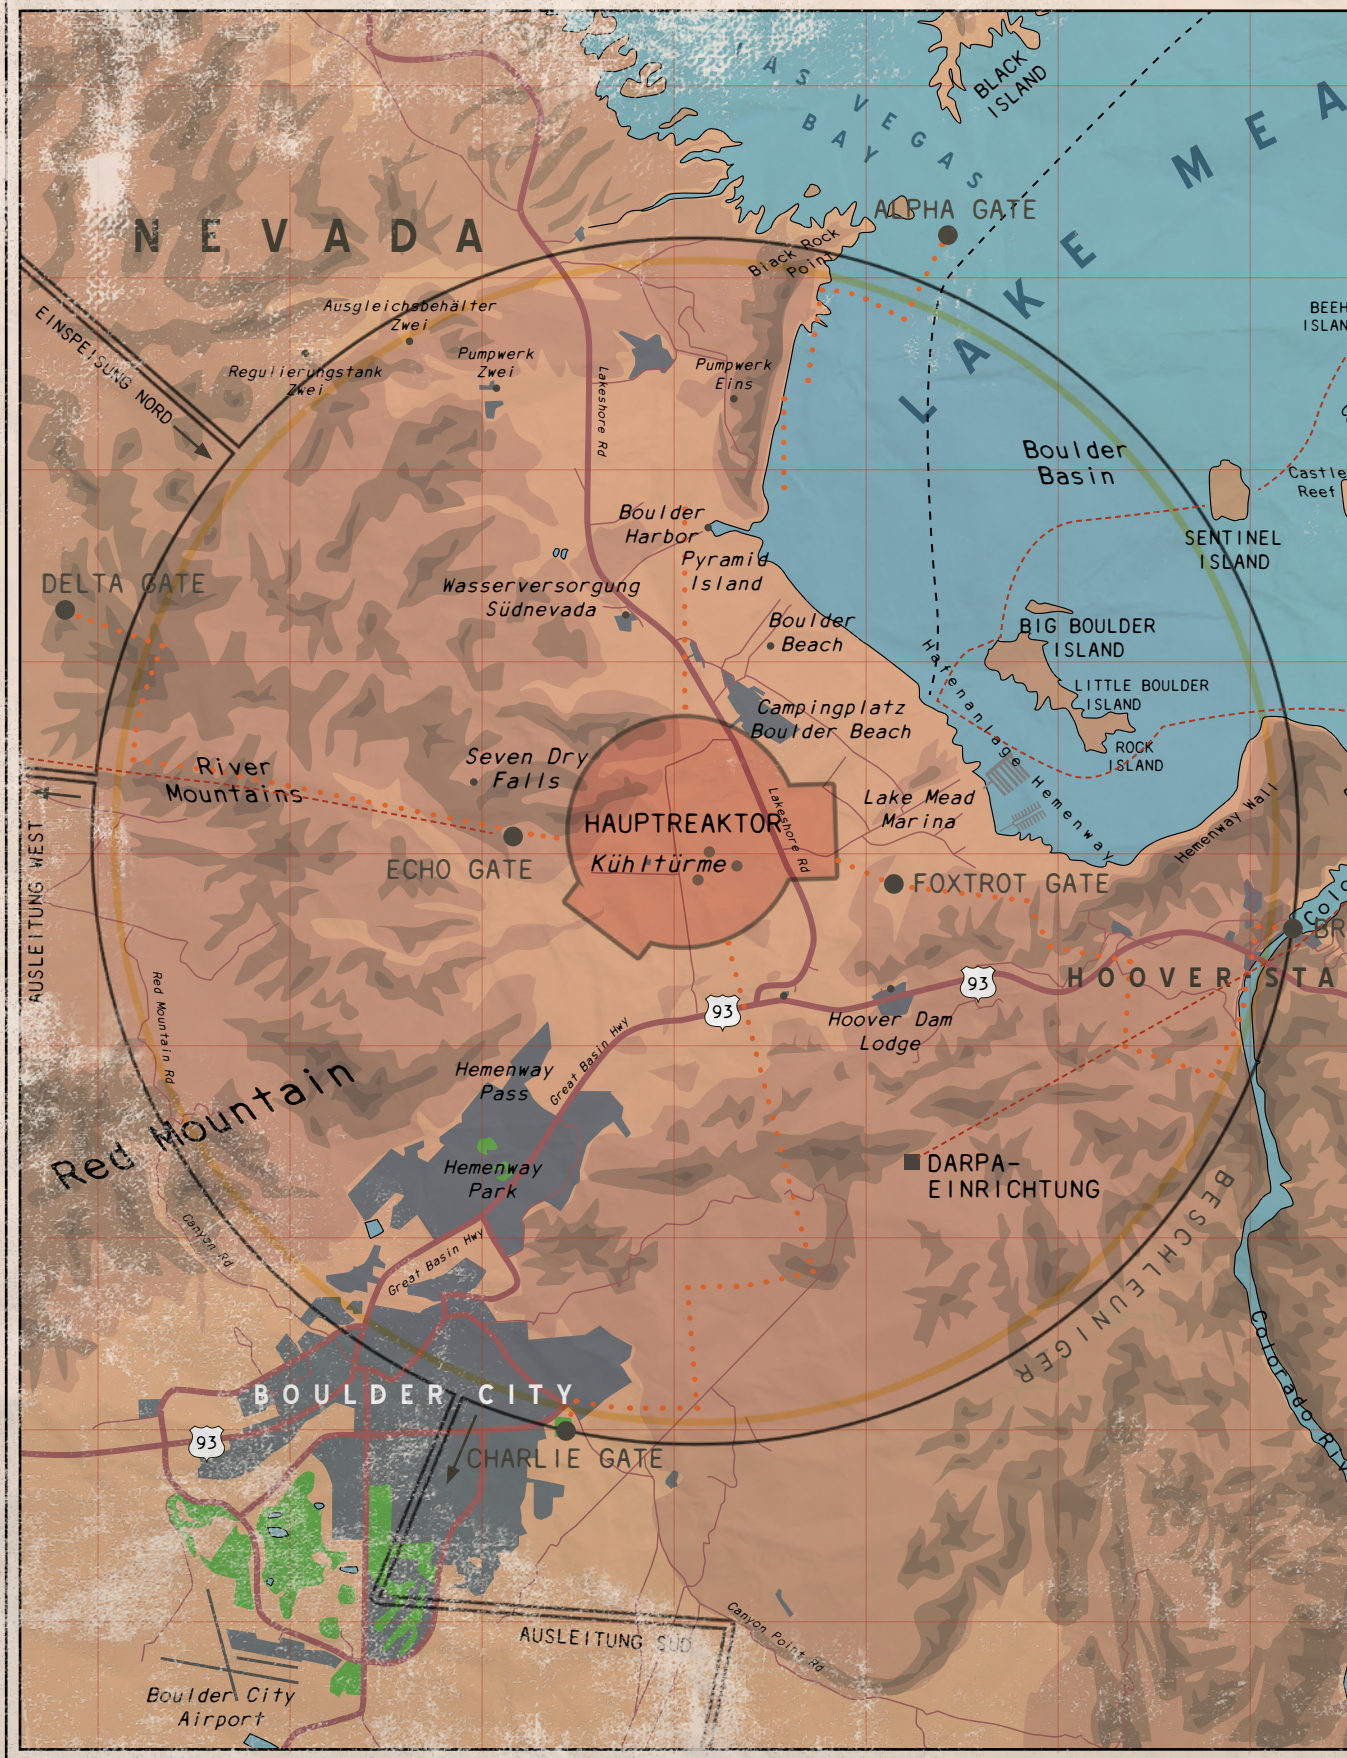 BLACK
ISLAND
AS VEGAS
BAY
LAKE MEA
ALPHA GATE
NEVADA
Black Rock
Point
EINSPEISUNG NORD
Ausgleichsbehälter
Zwei
Regulierungstank
Zwei
Pumpwerk
Zwei
Pumpwerk
Eins
Lakeshore Rd
BEEH
ISLAN
Boulder
Basin
Castle
Reef
Boulder
Harbor
Pyramid
Island
SENTINEL
ISLAND
DELTA GATE
Wasserversorgung
Südnevada
Boulder
Beach
BIG BOULDER
ISLAND
LITTLE BOULDER
ISLAND
ROCK
ISLAND
Hafenanlage Hemenway
Campingplatz
Boulder Beach
River
Mountains
Seven Dry
Falls
Lake Mead
Marina
Hemenway Wall
HAUPTREAKTOR
Kühltürme
Lakeshore Rd
ECHO GATE
FOXTROT GATE
AUSLEITUNG WEST
Colo
BR
HOOVER-STA
93
93
Hoover Dam
Lodge
Red Mountain Rd
Great Basin Hwy
Hemenway
Pass
Red Mountain
Hemenway
Park
DARPA-
EINRICHTUNG
BESCHLEUNIGER
Canyon Rd
Great Basin Hwy
Colorado Riv
BOULDER CITY
93
CHARLIE GATE
AUSLEITUNG SÜD
Canyon Point Rd
Boulder City
Airport